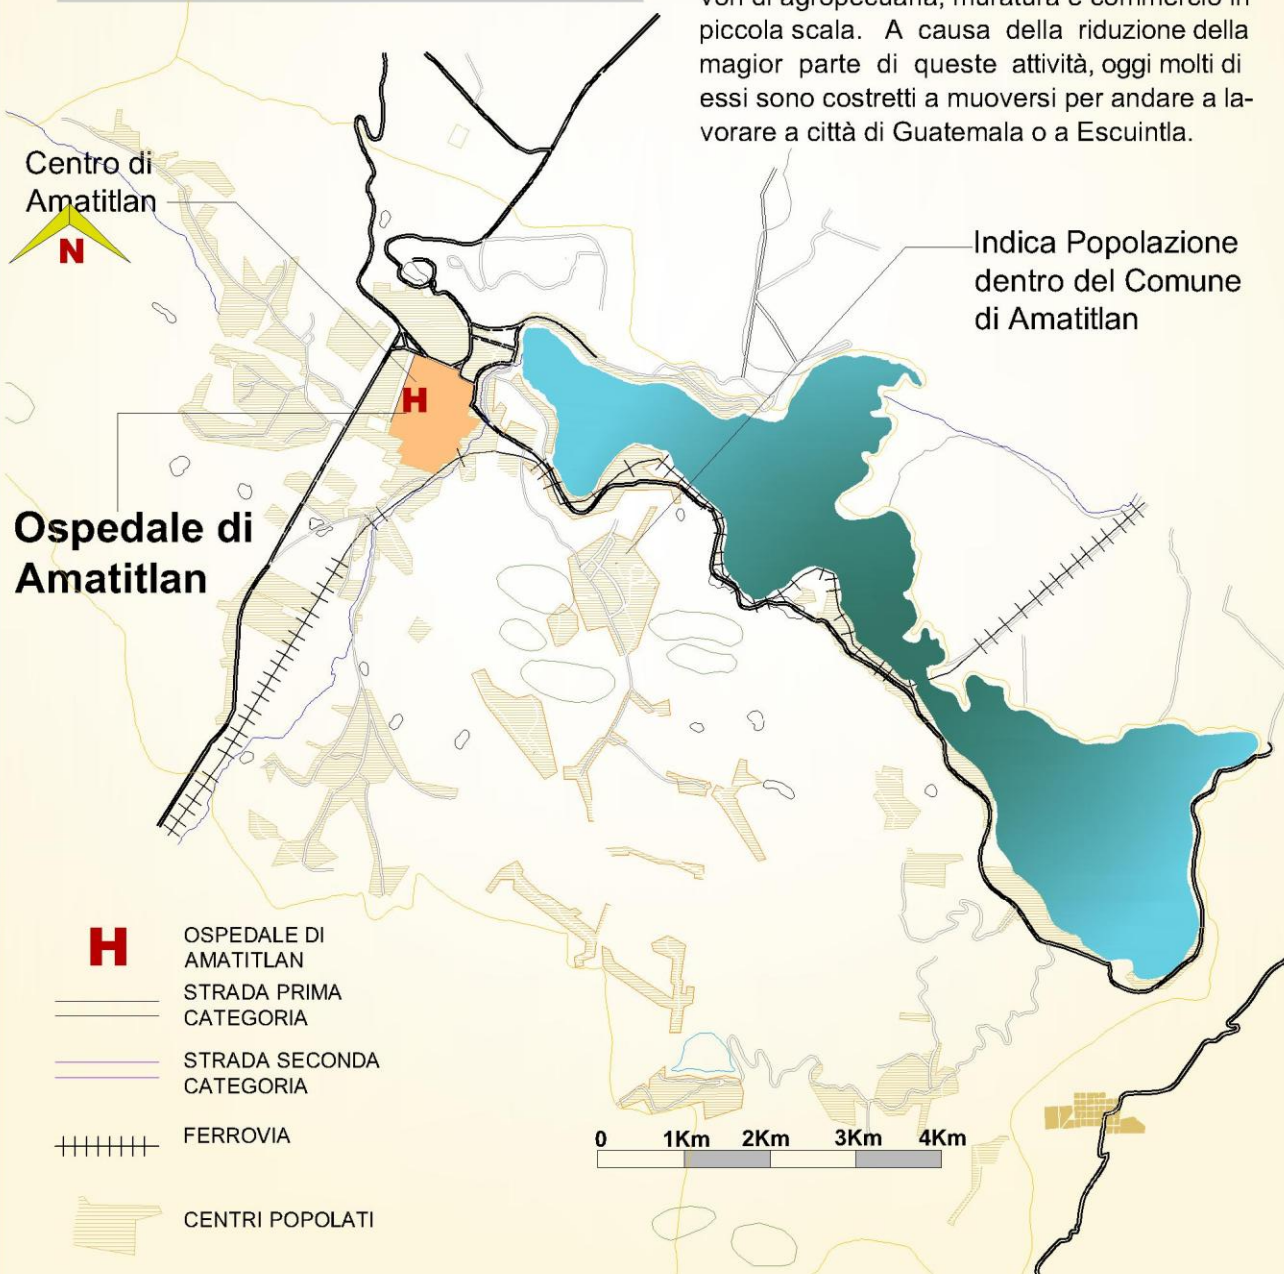 piccola scala. A causa della riduzione della
magior parte di queste attività, oggi molti di
essi sono costretti a muoversi per andare a la-
vorare a città di Guatemala o a Escuintla.
Centro di
Amatitlan
N
Indica Popolazione
dentro del Comune
di Amatitlan
H
Ospedale di
Amatitlan
H
OSPEDALE DI
AMATITLAN
STRADA PRIMA
CATEGORIA
STRADA SECONDA
CATEGORIA
FERROVIA
CENTRI POPOLATI
0 1Km 2Km 3Km 4Km